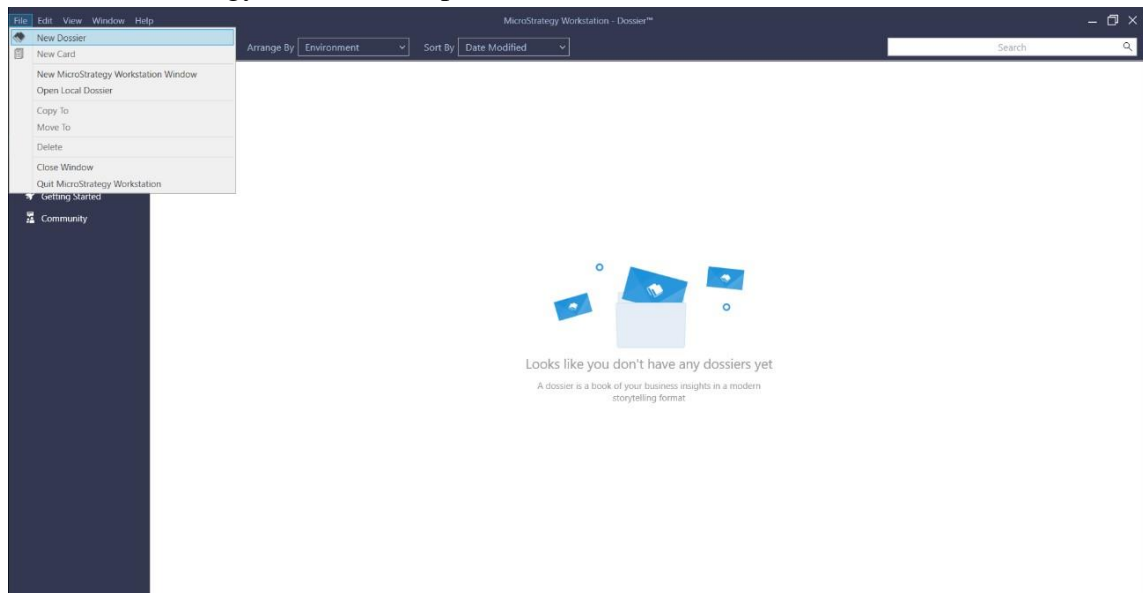 File Edit View Window Help
MicroStrategy Workstation - Dossier™
New Dossier
New Card
New MicroStrategy Workstation Window
Open Local Dossier
Copy To
Move To
Delete
Close Window
Quit MicroStrategy Workstation
Arrange By Environment Sort By Date Modified
Search
Getting Started
Community
Looks like you don't have any dossiers yet
A dossier is a book of your business insights in a modern
storytelling format